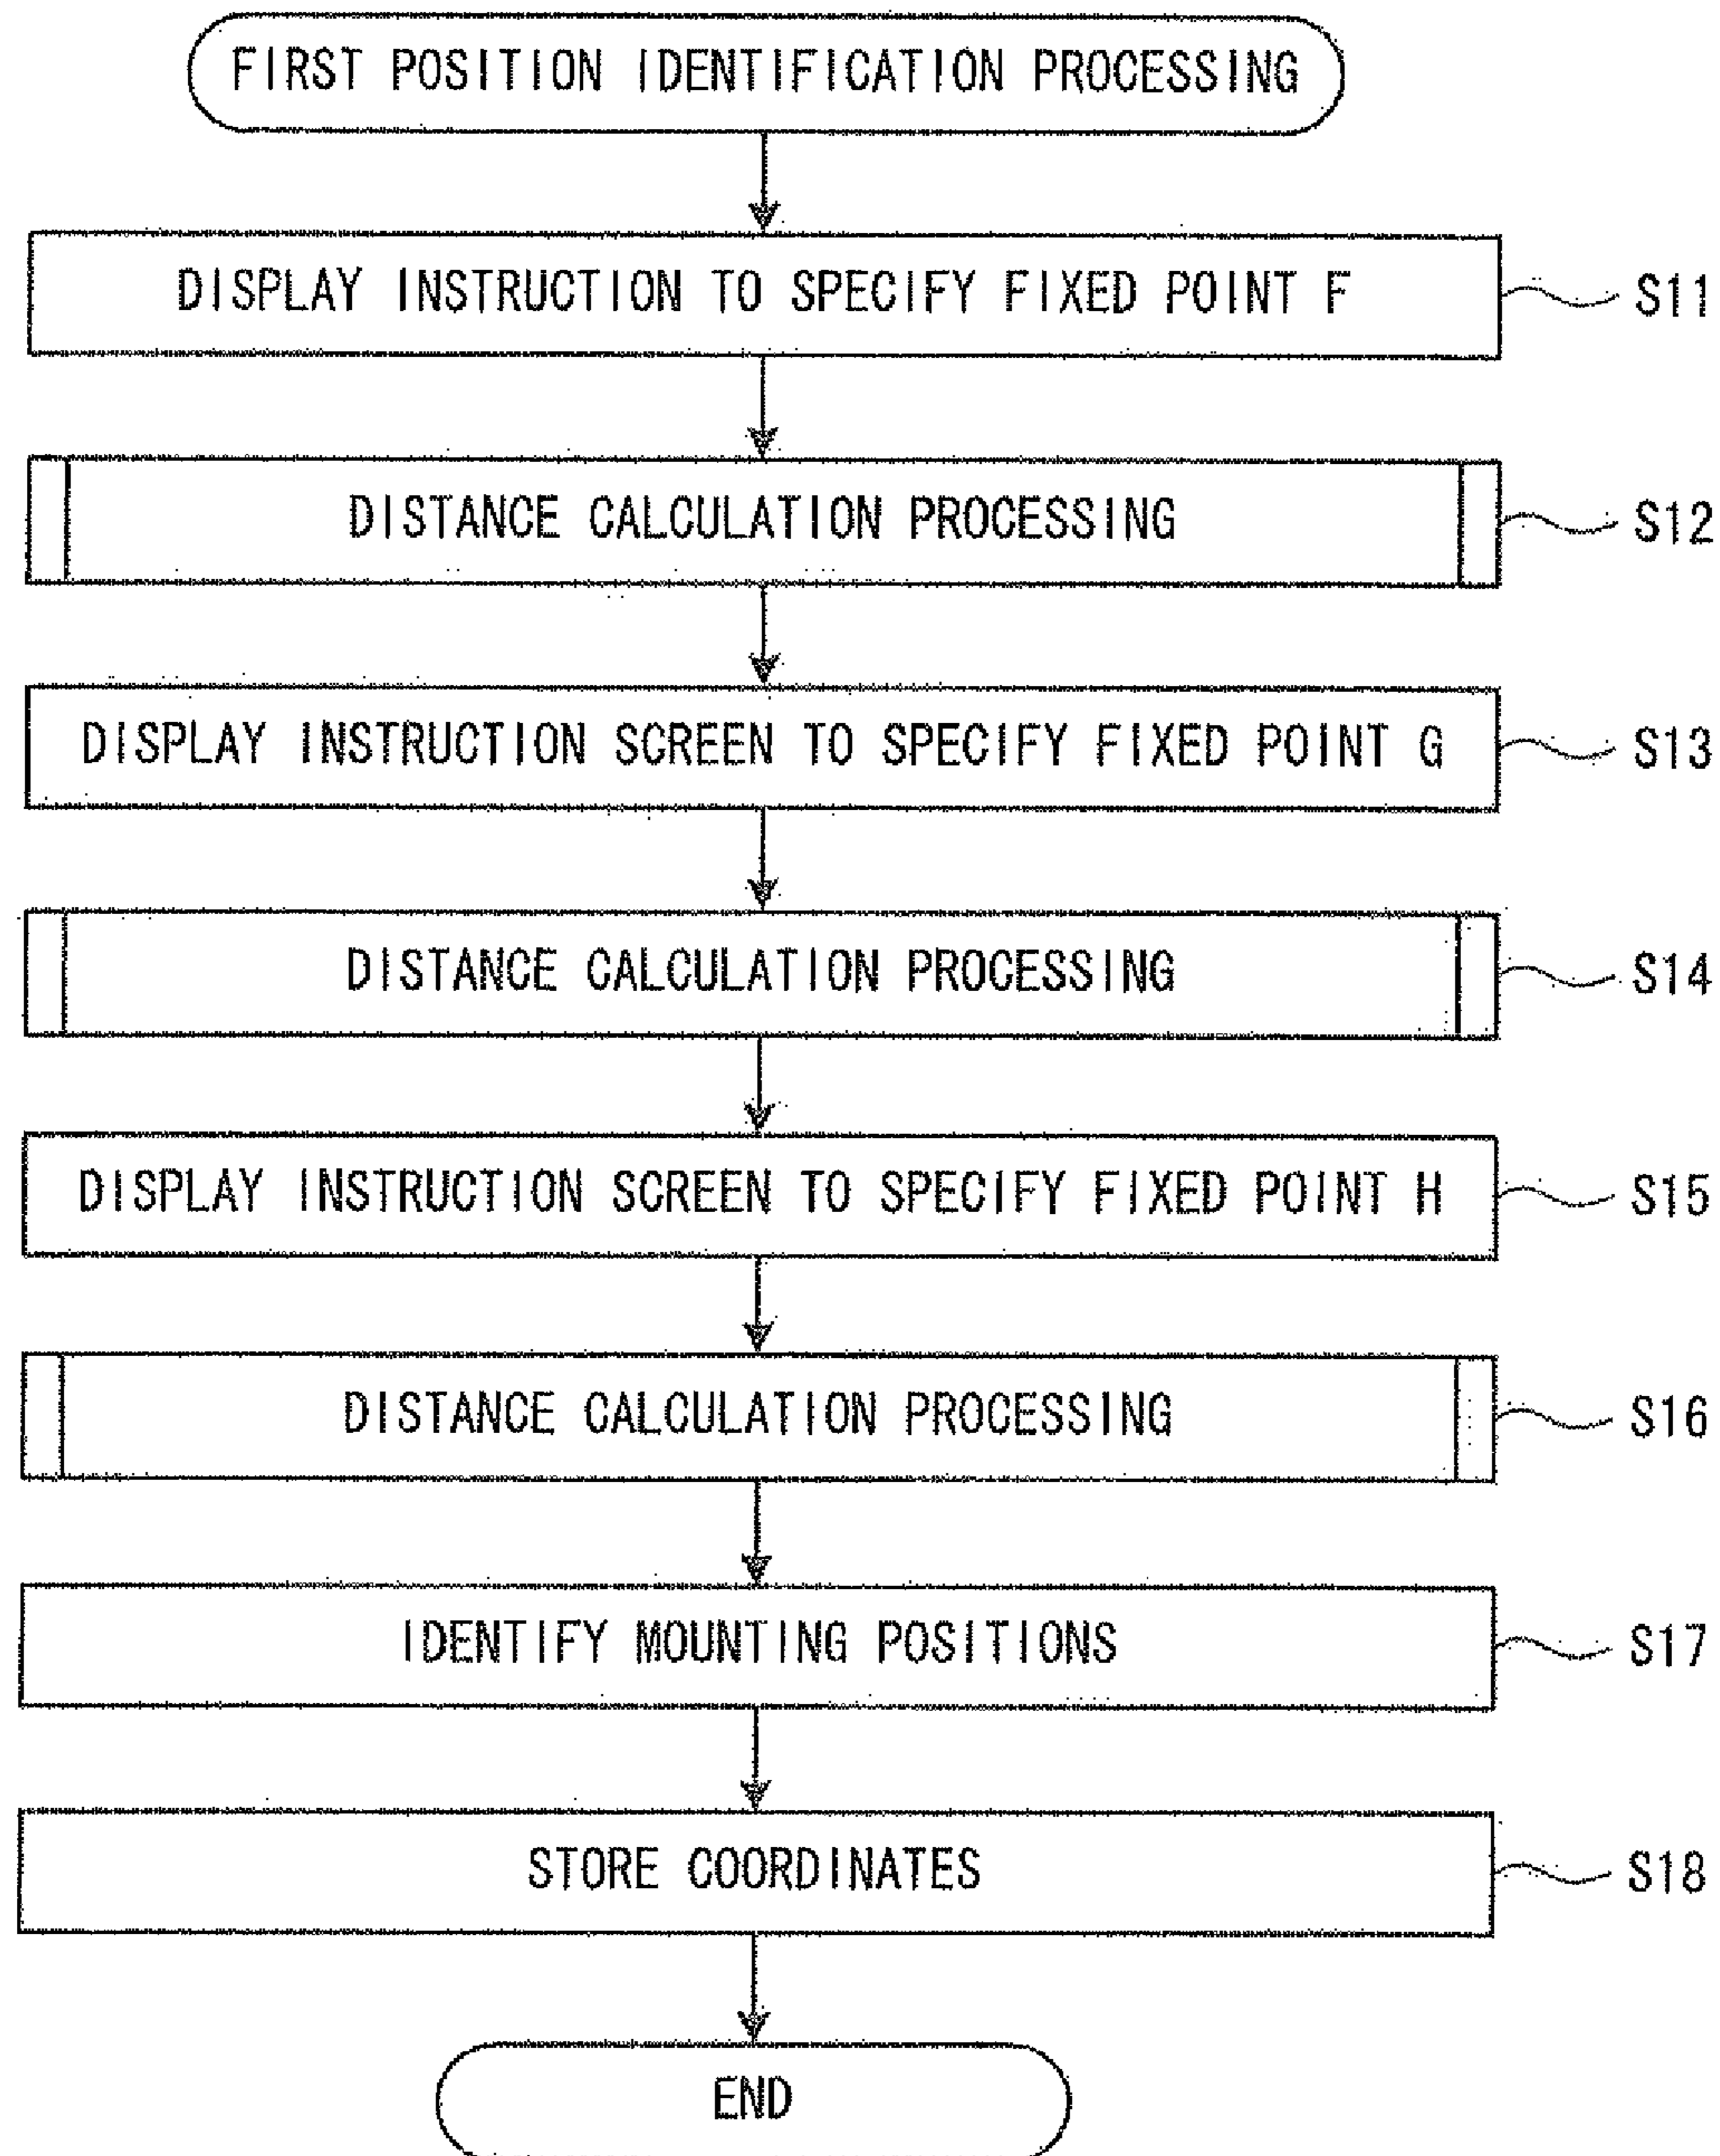 FIRST POSITION IDENTIFICATION PROCESSING
DISPLAY INSTRUCTION TO SPECIFY FIXED POINT F
S11
DISTANCE CALCULATION PROCESSING
S12
DISPLAY INSTRUCTION SCREEN TO SPECIFY FIXED POINT G
S13
DISTANCE CALCULATION PROCESSING
S14
DISPLAY INSTRUCTION SCREEN TO SPECIFY FIXED POINT H
S15
DISTANCE CALCULATION PROCESSING
S16
IDENTIFY MOUNTING POSITIONS
S17
STORE COORDINATES
S18
END